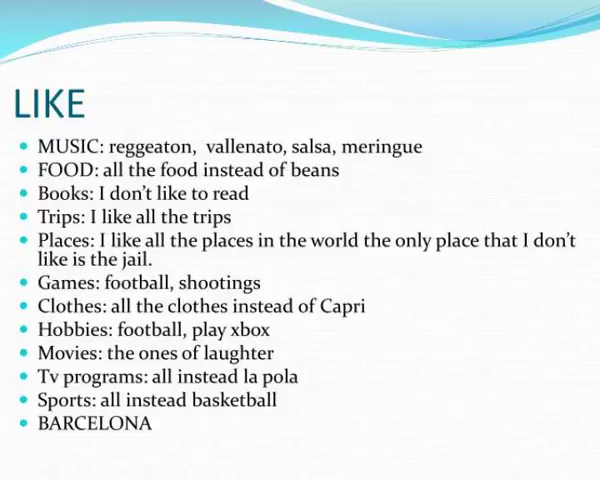 LIKE
MUSIC: reggeaton, vallenato, salsa, meringue
FOOD: all the food instead of beans
Books: I don't like to read
Trips: I like all the trips
Places: I like all the places in the world the only place that I don't
like is the jail.
Games: football, shootings
Clothes: all the clothes instead of Capri
Hobbies: football, play xbox
Movies: the ones of laughter
Tv programs: all instead la pola
Sports: all instead basketball
BARCELONA